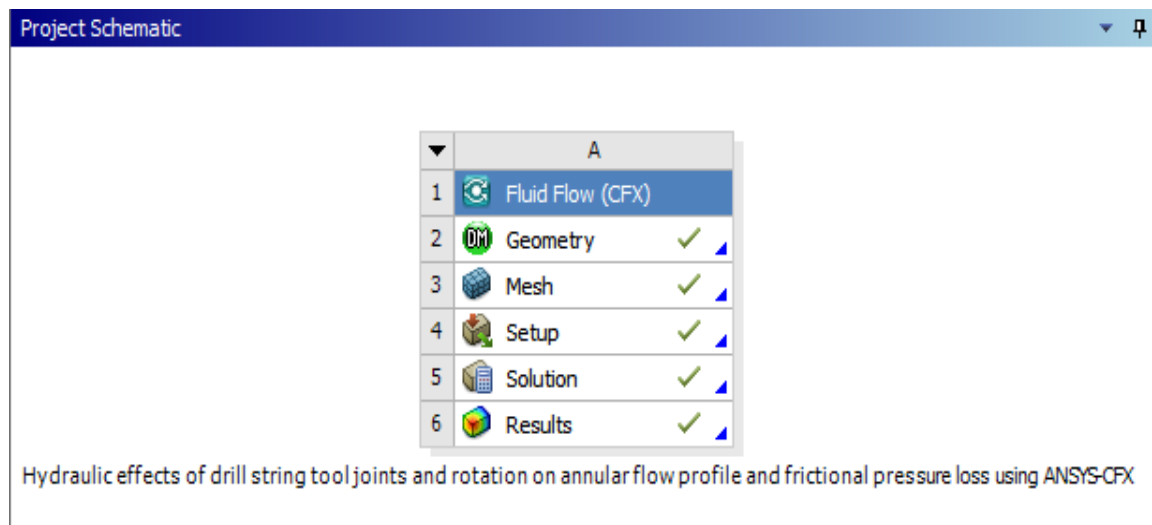 Project Schematic
A
1 Fluid Flow (CFX)
2 DM Geometry
3 Mesh
4 Setup
5 Solution
6 Results
Hydraulic effects of drill string tool joints and rotation on annular flow profile and frictional pressure loss using ANSYS-CFX